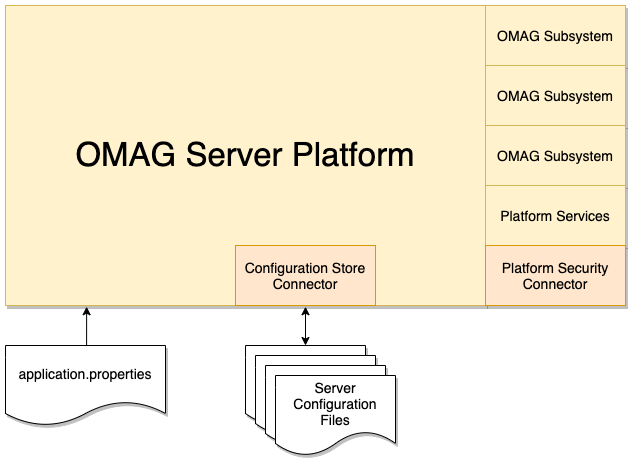 OMAG Subsystem
OMAG Subsystem
OMAG Server Platform
OMAG Subsystem
Platform Services
Configuration Store
Connector
Platform Security
Connector
application.properties
Server
Configuration
Files